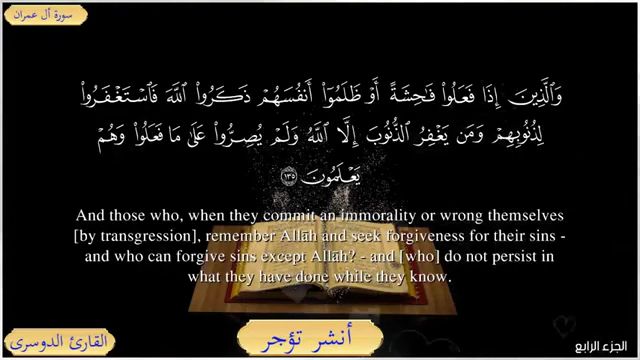 سورة آل عمران
وَالَّذِينَ إِذَا فَعَلُوا فَاحِشَةً أَوْ ظَلَمُوا أَنفُسَهُمْ ذَكَرُوا اللَّهَ فَاسْتَغْفَرُوا
لِذُنُوبِهِمْ وَمَن يَغْفِرُ الذُّنُوبَ إِلَّا اللَّهُ وَلَمْ يُصِرُّوا عَلَىٰ مَا فَعَلُوا وَهُمْ
يَعْلَمُونَ ١٣٥
And those who, when they commit an immorality or wrong themselves
[by transgression], remember Allāh and seek forgiveness for their sins -
and who can forgive sins except Allāh? - and [who] do not persist in
what they have done while they know.
القارئ الدوسري
أنشر تؤجر
الجزء الرابع